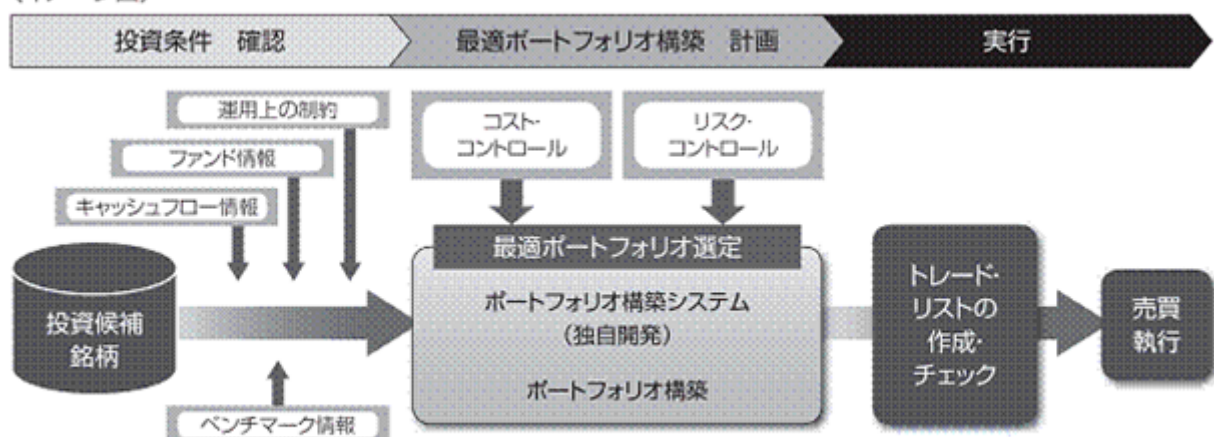 投資条件 確認
最適ポートフォリオ構築 計画
実行
運用上の制約
ファンド情報
キャッシュフロー情報
コスト・
コントロール
リスク・
コントロール
投資候補
銘柄
最適ポートフォリオ選定
ポートフォリオ構築システム
(独自開発)
ポートフォリオ構築
トレード・
リストの
作成・
チェック
売買
執行
ベンチマーク情報